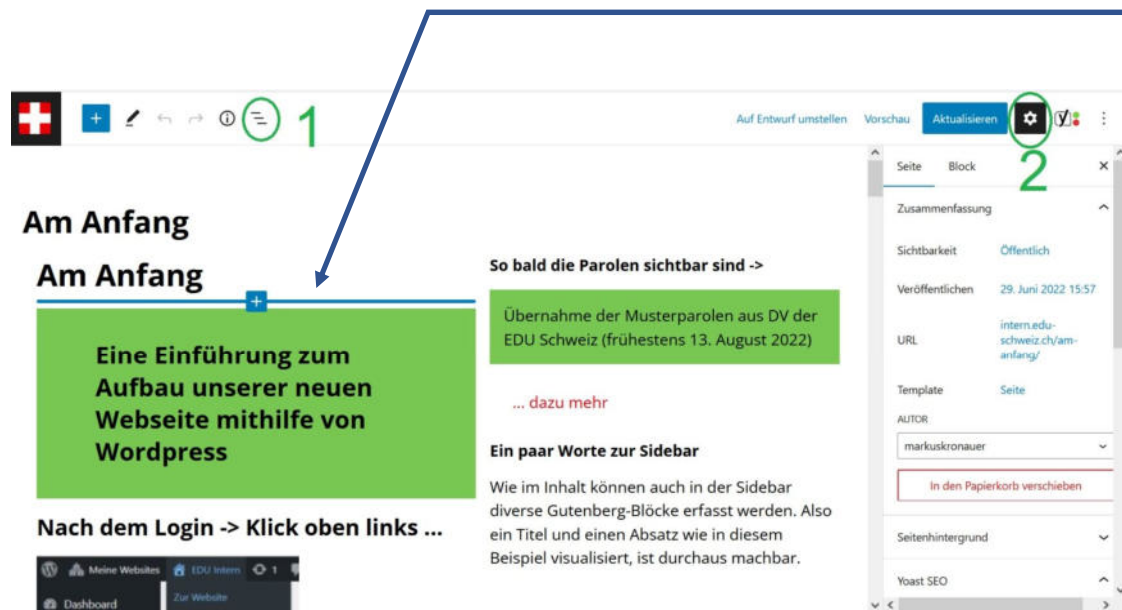 1
Auf Entwurf umstellen
Vorschau
Aktualisieren
2
Seite
Block
Zusammenfassung
Sichtbarkeit
Öffentlich
Veröffentlichen
29. Juni 2022 15:57
URL
intern.edu-
schweiz.ch/am-
anfang/
Template
Seite
AUTOR
markuskronauer
In den Papierkorb verschieben
Seitenhintergrund
Yoast SEO
Am Anfang
Am Anfang
Eine Einführung zum
Aufbau unserer neuen
Webseite mithilfe von
Wordpress
Nach dem Login -> Klick oben links ...
Meine Websites
EDU Intern
1
Dashboard
Zur Website
So bald die Parolen sichtbar sind ->
Übernahme der Musterparolen aus DV der
EDU Schweiz (frühestens 13. August 2022)
... dazu mehr
Ein paar Worte zur Sidebar
Wie im Inhalt können auch in der Sidebar
diverse Gutenberg-Blöcke erfasst werden. Also
ein Titel und einen Absatz wie in diesem
Beispiel visualisiert, ist durchaus machbar.